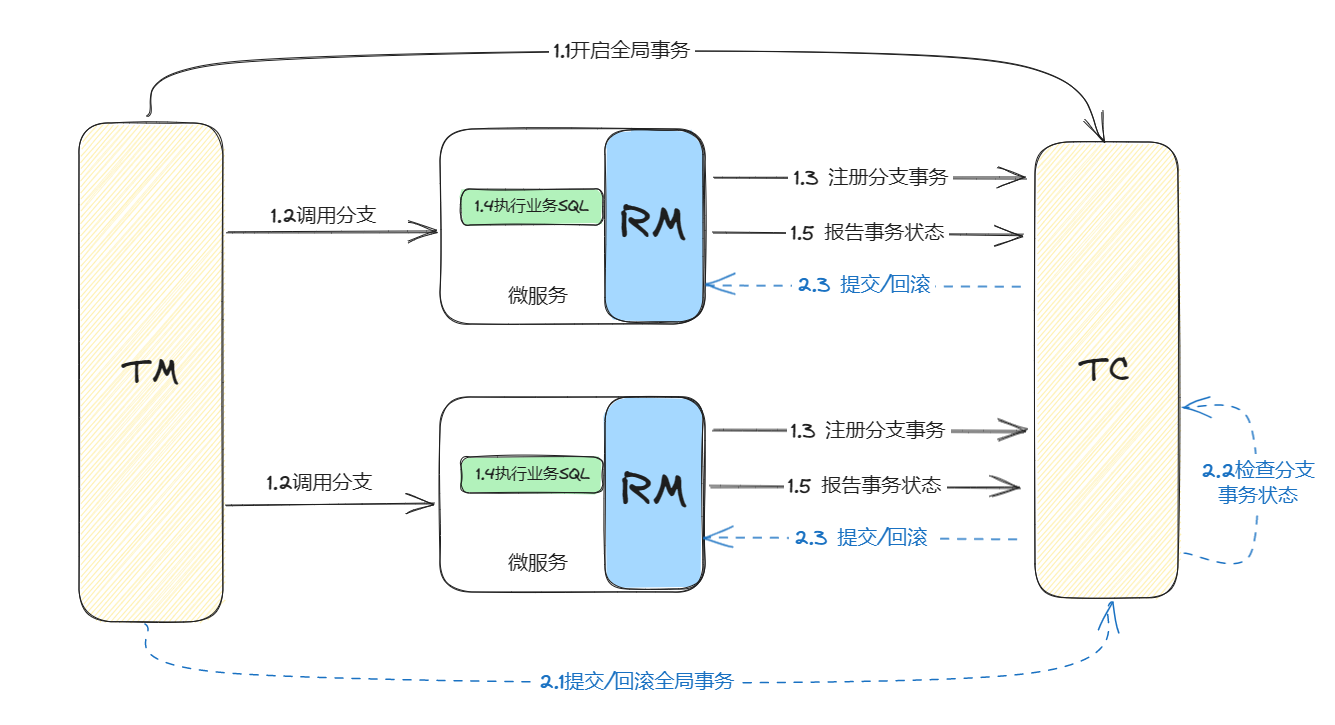 1.1开启全局事务
TM
1.2调用分支
1.4执行业务SQL
微服务
RM
1.3 注册分支事务
1.5 报告事务状态
2.3 提交/回滚
1.2调用分支
1.4执行业务SQL
微服务
RM
1.3 注册分支事务
1.5 报告事务状态
2.3 提交/回滚
TC
2.2检查分支
事务状态
2.1提交/回滚全局事务